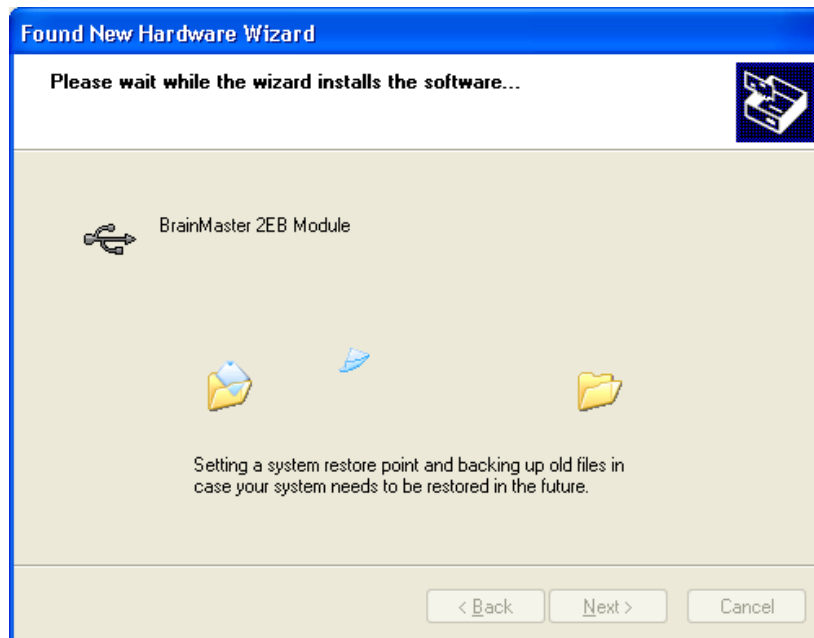 Found New Hardware Wizard
Please wait while the wizard installs the software...
BrainMaster 2EB Module
Setting a system restore point and backing up old files in
case your system needs to be restored in the future.
< Back
Next >
Cancel